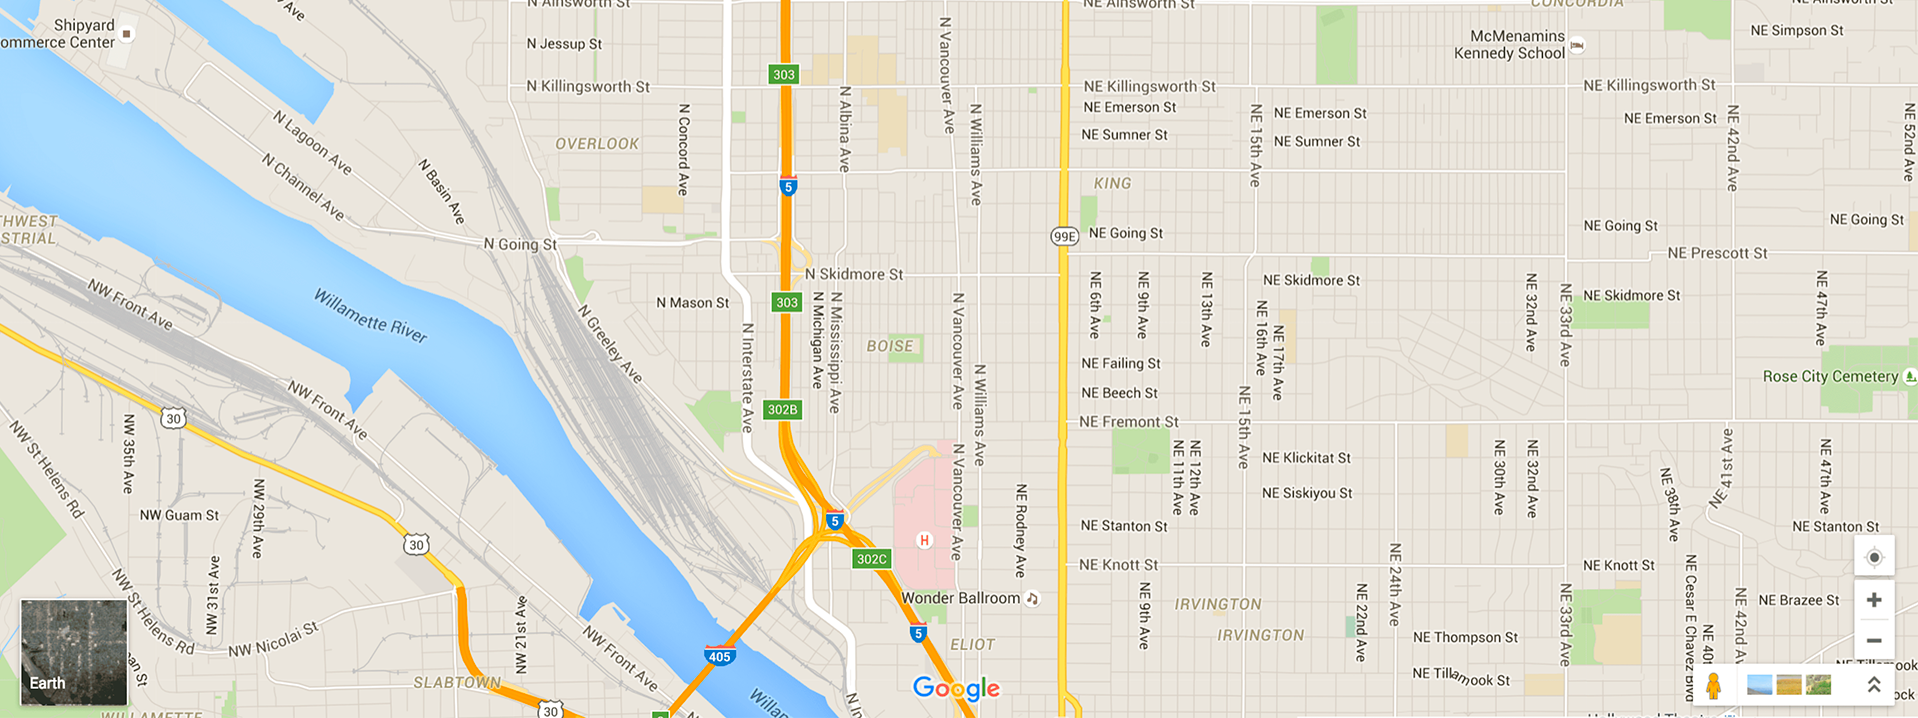 N Ainsworth St
NE Ainsworth St
CONCORDIA
NE Ainsworth St
Shipyard
ommerce Center
N Jessup St
N Vancouver Ave
McMenamins
Kennedy School
NE Simpson St
303
N Killingsworth St
NE Killingsworth St
NE Killingsworth St
N Lagoon Ave
N Channel Ave
N Basin Ave
OVERLOOK
N Concord Ave
N Albina Ave
N Williams Ave
NE Emerson St
NE Sumner St
NE 15th Ave
NE Emerson St
NE Sumner St
NE Emerson St
NE 42nd Ave
NE 52nd Ave
5
KING
THWEST
STRIAL
N Going St
99E
NE Going St
NE Going St
NE Going St
NE Prescott St
NW Front Ave
Willamette River
N Greeley Ave
N Mason St
N Skidmore St
303
N Interstate Ave
N Michigan Ave
N Mississippi Ave
BOISE
N Vancouver Ave
N Williams Ave
NE 6th Ave
NE 9th Ave
NE 13th Ave
NE Skidmore St
NE 16th Ave
NE 17th Ave
NE 32nd Ave
NE 33rd Ave
NE Skidmore St
NE 47th Ave
NE Failing St
NE Beech St
NE 15th Ave
Rose City Cemetery
30
NW Front Ave
302B
NE Fremont St
NW St Helens Rd
NW 35th Ave
NW 29th Ave
NW Guam St
30
5
N Vancouver Ave
H
NE Rodney Ave
NE 11th Ave
NE 12th Ave
NE Klickitat St
NE Siskiyou St
NE 30th Ave
NE 32nd Ave
NE 38th Ave
NE 41st Ave
NE 47th Ave
NE Stanton St
NE Stanton St
302C
NE Knott St
NE Knott St
NW St Helens Rd
NW 31st Ave
NW 21st Ave
Wonder Ballroom
NE 9th Ave
IRVINGTON
IRVINGTON
NE 22nd Ave
NE 24th Ave
NE 33rd Ave
NE Cesar E Chavez Blvd
NE 40t
NE 42nd Ave
NE Brazee St
NW Nicolai St
NW Front Ave
405
5
ELIOT
NE Thompson St
NE Tillamook St
NE Tillamook
Earth
SLABTOWN
30
Google
WILLAMETTE